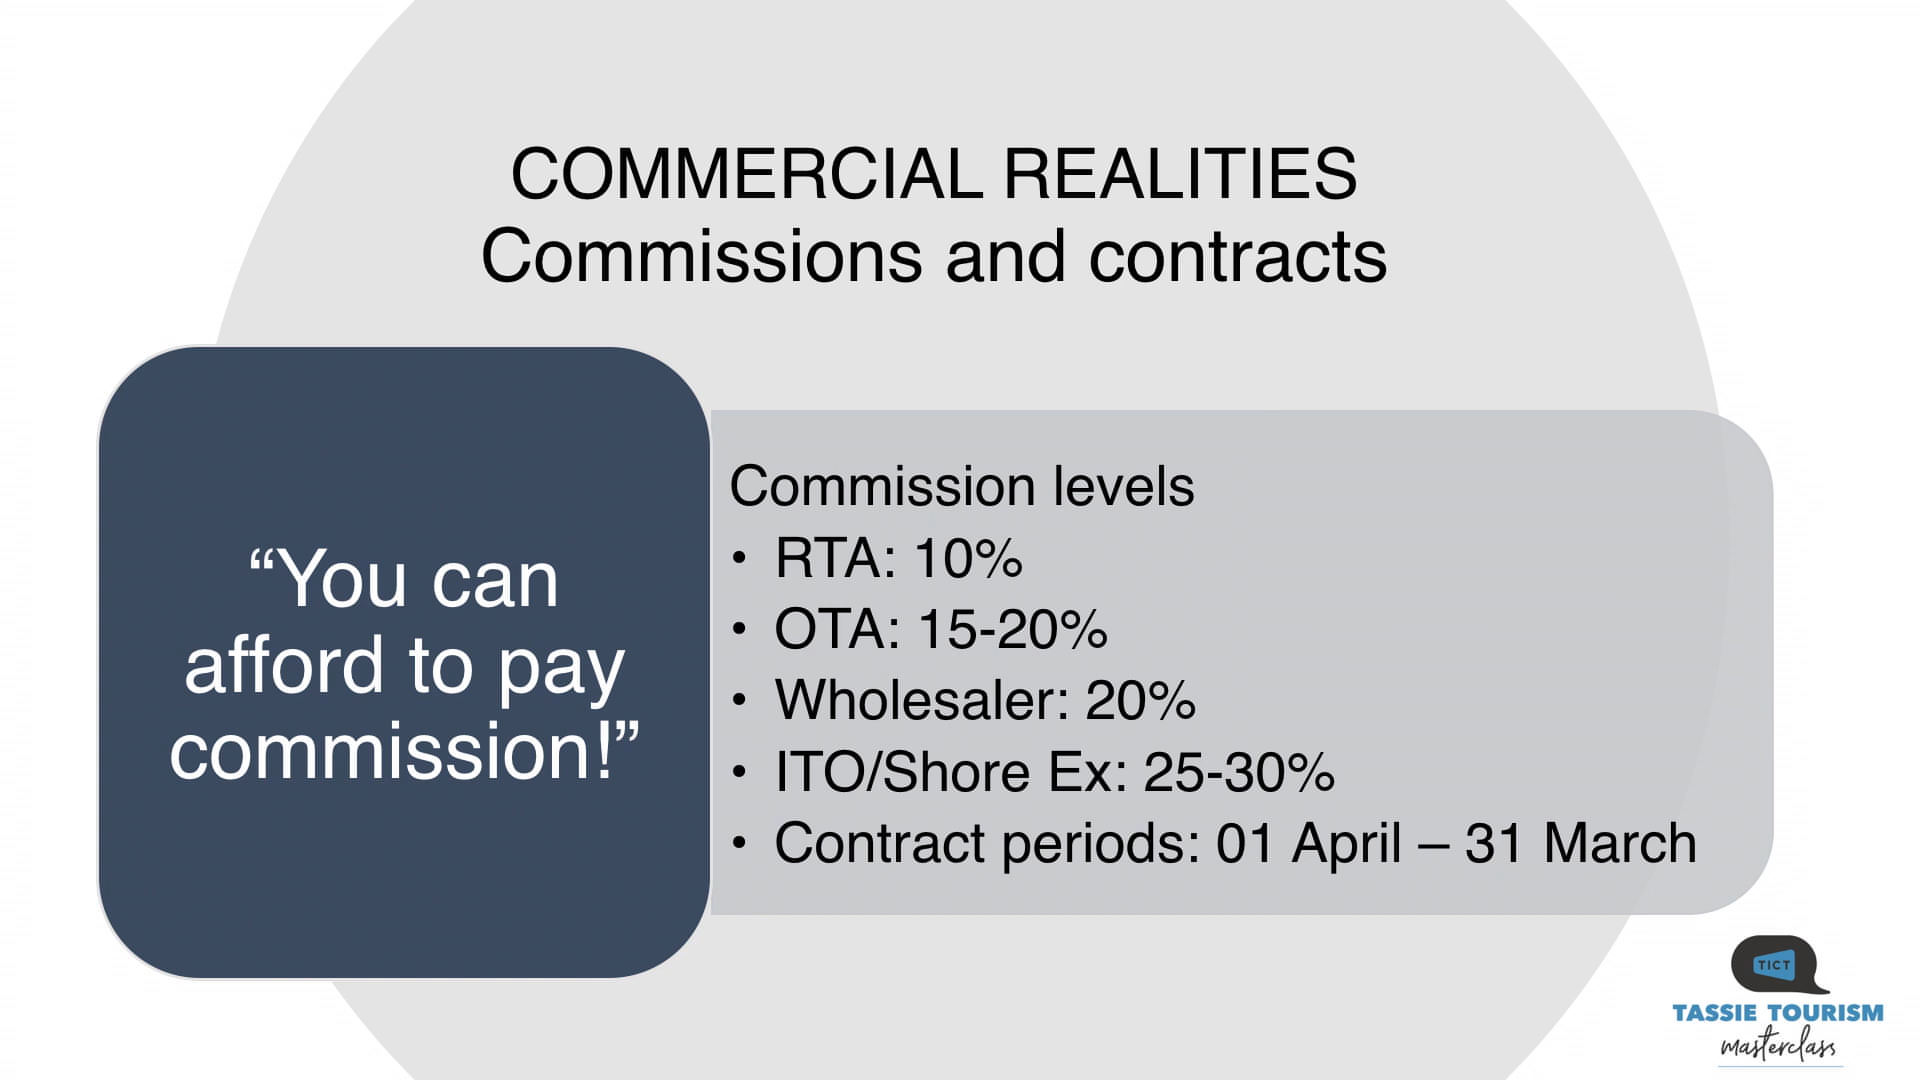 COMMERCIAL REALITIES
Commissions and contracts
“You can
afford to pay
commission!”
Commission levels
• RTA: 10%
• OTA: 15-20%
• Wholesaler: 20%
• ITO/Shore Ex: 25-30%
• Contract periods: 01 April – 31 March
TICT
TASSIE TOURISM
masterclass